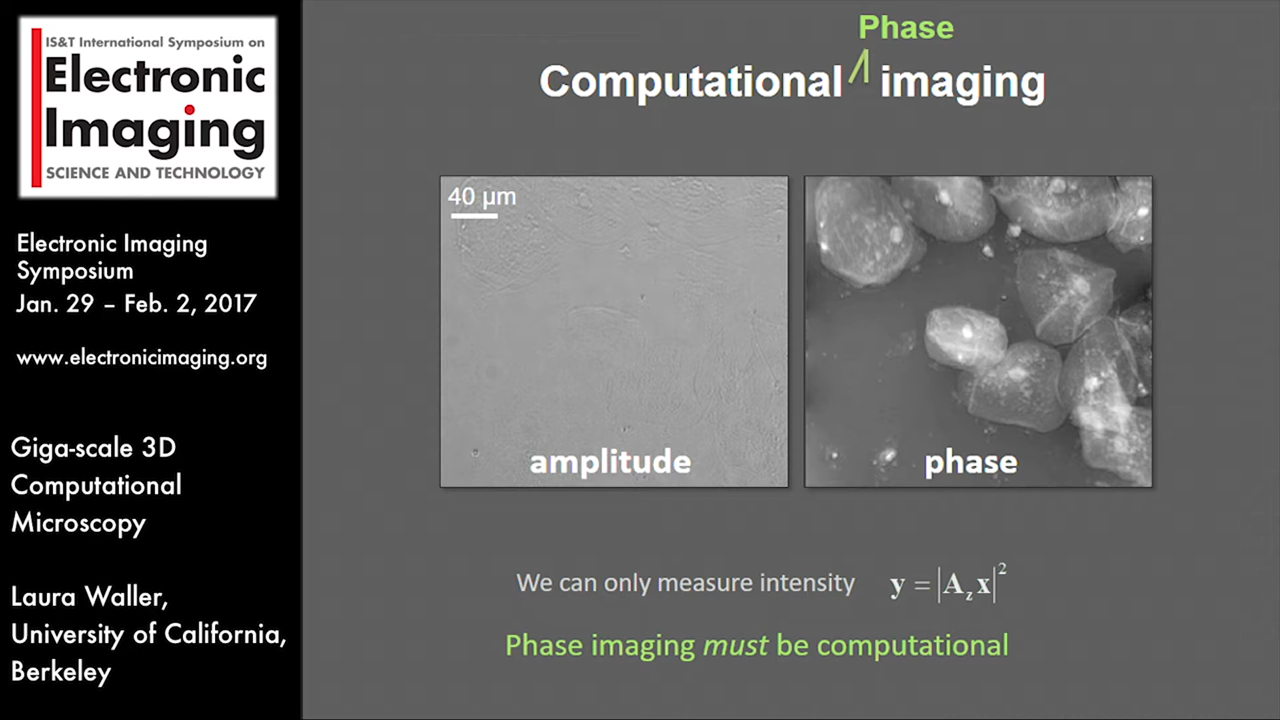 IS&T International Symposium on
Electronic
Imaging
SCIENCE AND TECHNOLOGY
Electronic Imaging
Symposium
Jan. 29 – Feb. 2, 2017
www.electronicimaging.org
Giga-scale 3D
Computational
Microscopy
Laura Waller,
University of California,
Berkeley
Phase
Computational imaging
40 µm
amplitude
phase
We can only measure intensity y = |A_z x|^2
Phase imaging must be computational